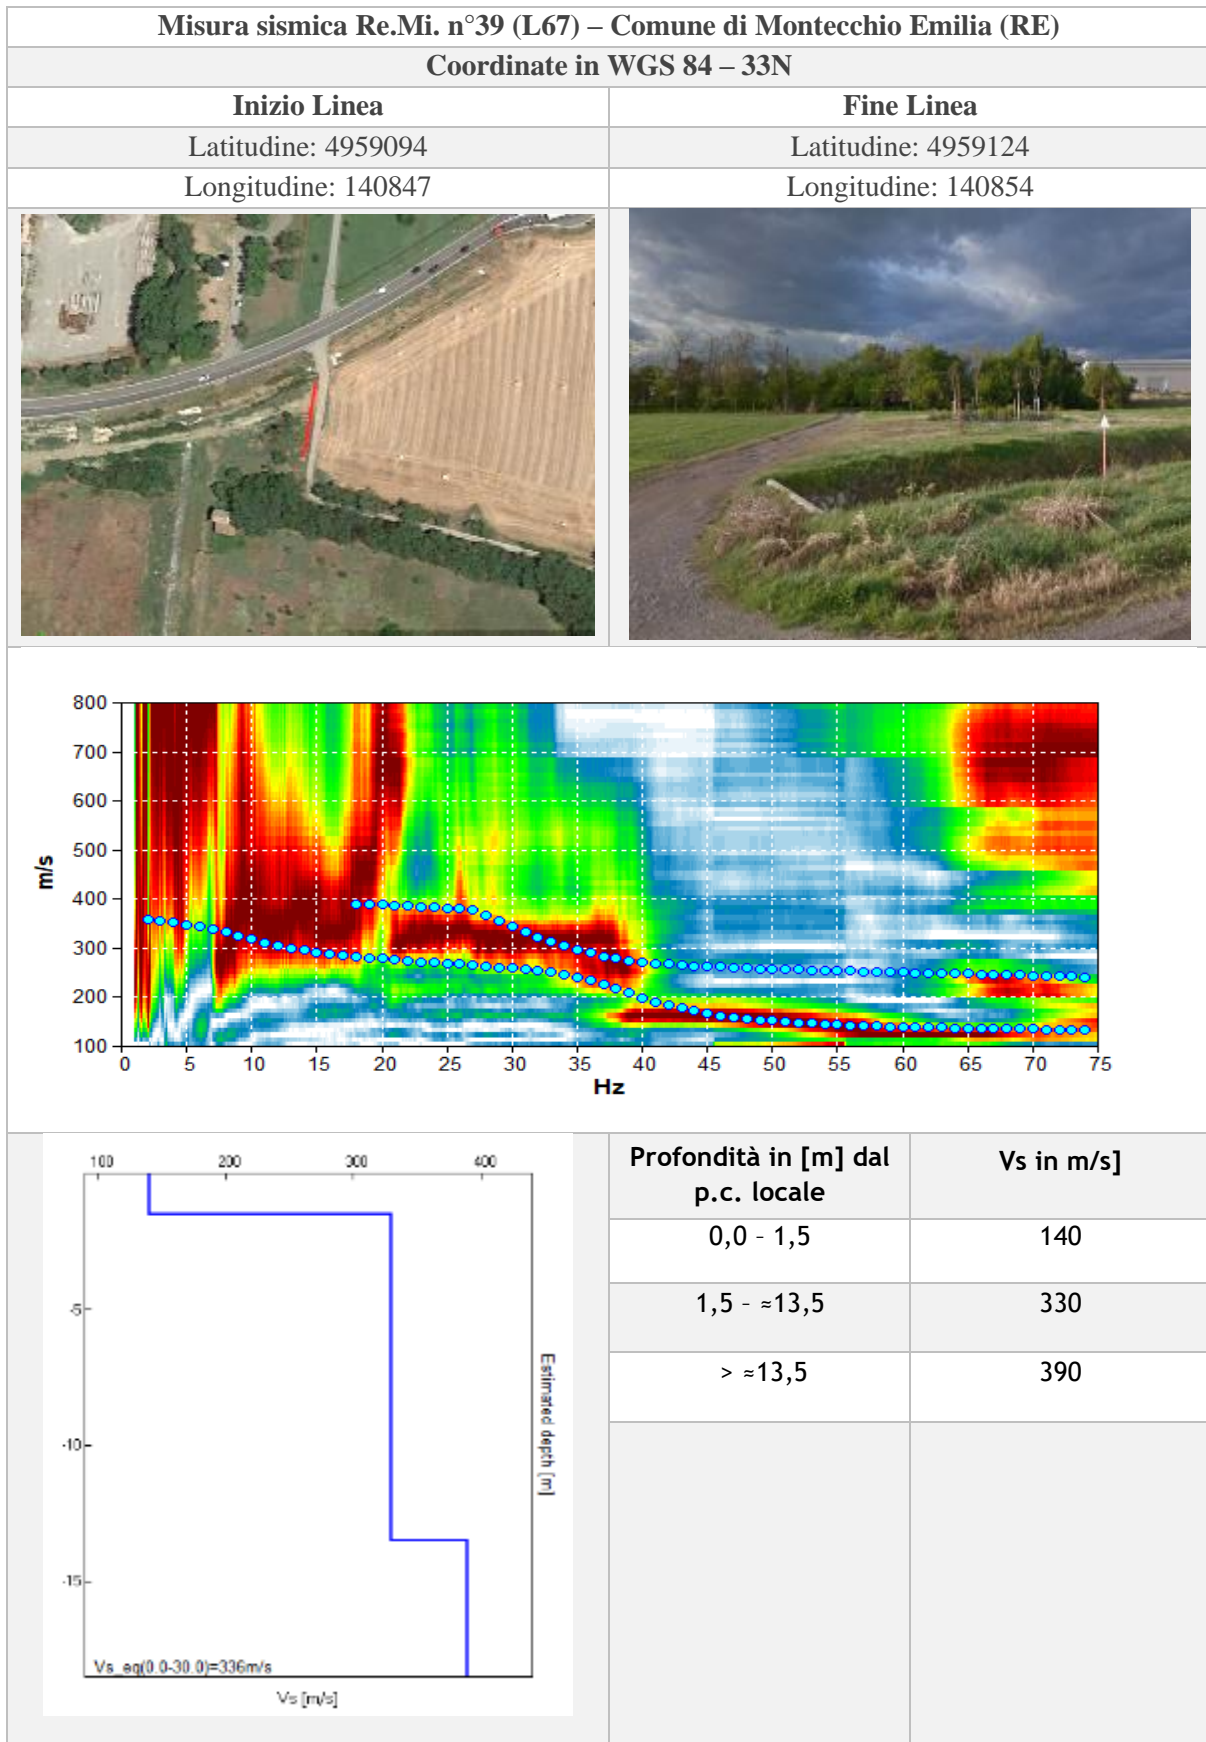 Misura sismica Re.Mi. n°39 (L67) – Comune di Montecchio Emilia (RE)
Coordinate in WGS 84 – 33N
Inizio Linea
Fine Linea
Latitudine: 4959094
Latitudine: 4959124
Longitudine: 140847
Longitudine: 140854
800
700
600
500
400
300
200
100
m/s
0 5 10 15 20 25 30 35 40 45 50 55 60 65 70 75
Hz
100 200 300 400
-5
-10
-15
Estimated depth [m]
Vs_eq(0.0-30.0)=336m/s
Vs [m/s]
Profondità in [m] dal
p.c. locale
Vs in m/s]
0,0 – 1,5
140
1,5 – ≈13,5
330
> ≈13,5
390